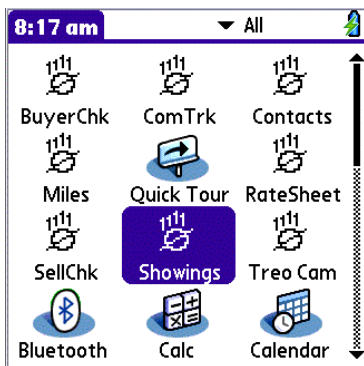 8:17 am All
BuyerChk ComTrk Contacts
Miles Quick Tour RateSheet
SellChk Showings Treo Cam
Bluetooth Calc Calendar